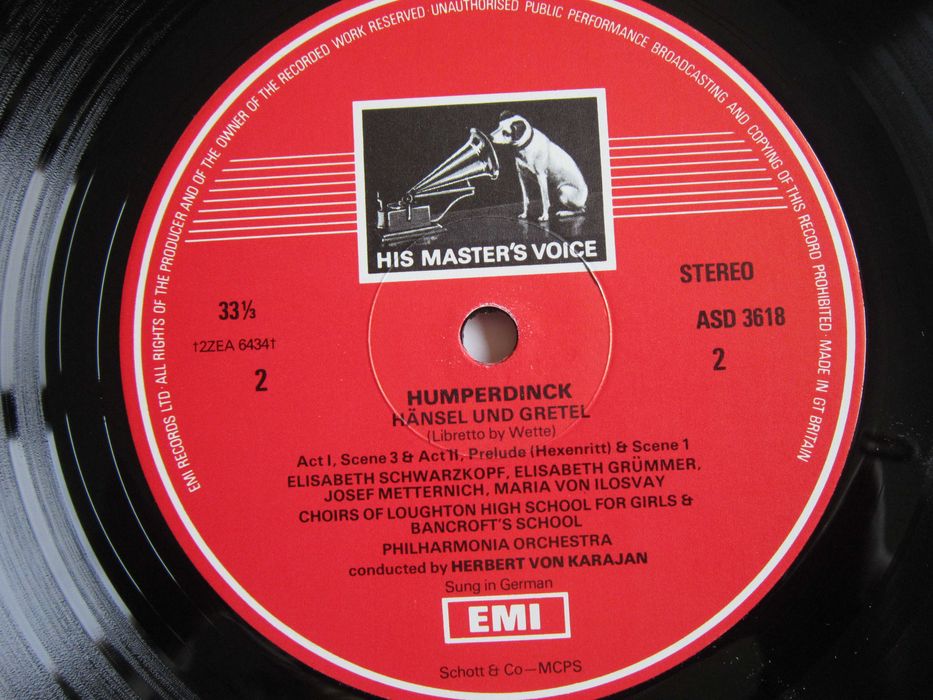 EMI RECORDS LTD · ALL RIGHTS OF THE PRODUCER AND OF THE OWNER OF THE RECORDED WORK RESERVED · UNAUTHORISED PUBLIC PERFORMANCE BROADCASTING AND COPYING OF THIS RECORD PROHIBITED · MADE IN GT BRITAIN
HIS MASTER'S VOICE
STEREO
33⅓
ASD 3618
†2ZEA 6434†
2
2
HUMPERDINCK
HÄNSEL UND GRETEL
(Libretto by Wette)
Act I, Scene 3 & Act II, Prelude (Hexenritt) & Scene 1
ELISABETH SCHWARZKOPF, ELISABETH GRÜMMER,
JOSEF METTERNICH, MARIA VON ILOSVAY
CHOIRS OF LOUGHTON HIGH SCHOOL FOR GIRLS &
BANCROFT'S SCHOOL
PHILHARMONIA ORCHESTRA
conducted by HERBERT VON KARAJAN
Sung in German
EMI
Schott & Co—MCPS